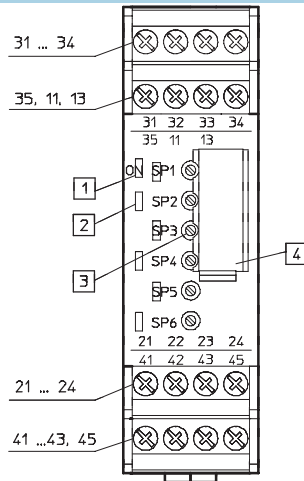 31 ... 34
35, 11, 13
31 32 33 34
35 11 13
ON SP1
1
SP2
2
SP3
3
SP4
4
SP5
SP6
21 22 23 24
41 42 43 45
21 ... 24
41 ...43, 45